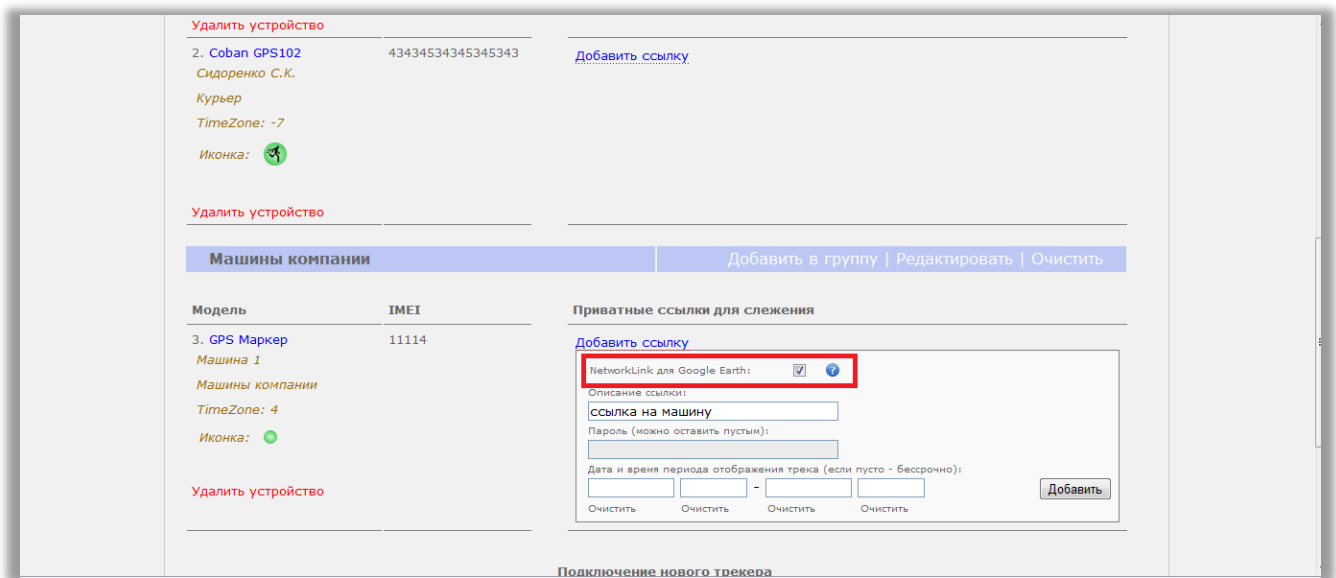 Удалить устройство
2. Coban GPS102 43434534345345343 Добавить ссылку
Сидоренко С.К.
Курьер
TimeZone: -7
Иконка:
Удалить устройство
Машины компании Добавить в группу | Редактировать | Очистить
Модель IMEI Приватные ссылки для слежения
3. GPS Маркер 11114 Добавить ссылку
Машина 1
Машины компании
TimeZone: 4
Иконка:
Удалить устройство
NetworkLink для Google Earth: ?
Описание ссылки:
ссылка на машину
Пароль (можно оставить пустым):
Дата и время периода отображения трека (если пусто - бессрочно):
- Добавить
Очистить Очистить Очистить Очистить
Подключение нового трекера